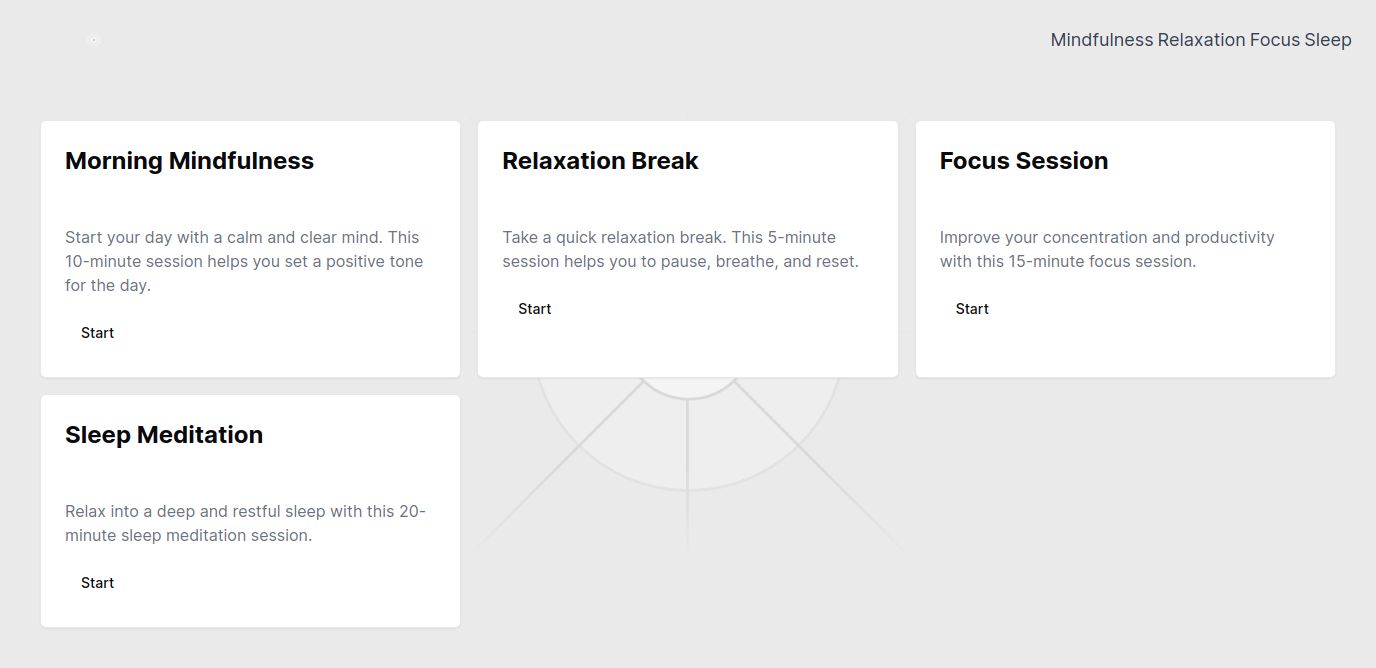 Mindfulness Relaxation Focus Sleep
Morning Mindfulness
Start your day with a calm and clear mind. This
10-minute session helps you set a positive tone
for the day.
Start
Relaxation Break
Take a quick relaxation break. This 5-minute
session helps you to pause, breathe, and reset.
Start
Focus Session
Improve your concentration and productivity
with this 15-minute focus session.
Start
Sleep Meditation
Relax into a deep and restful sleep with this 20-
minute sleep meditation session.
Start